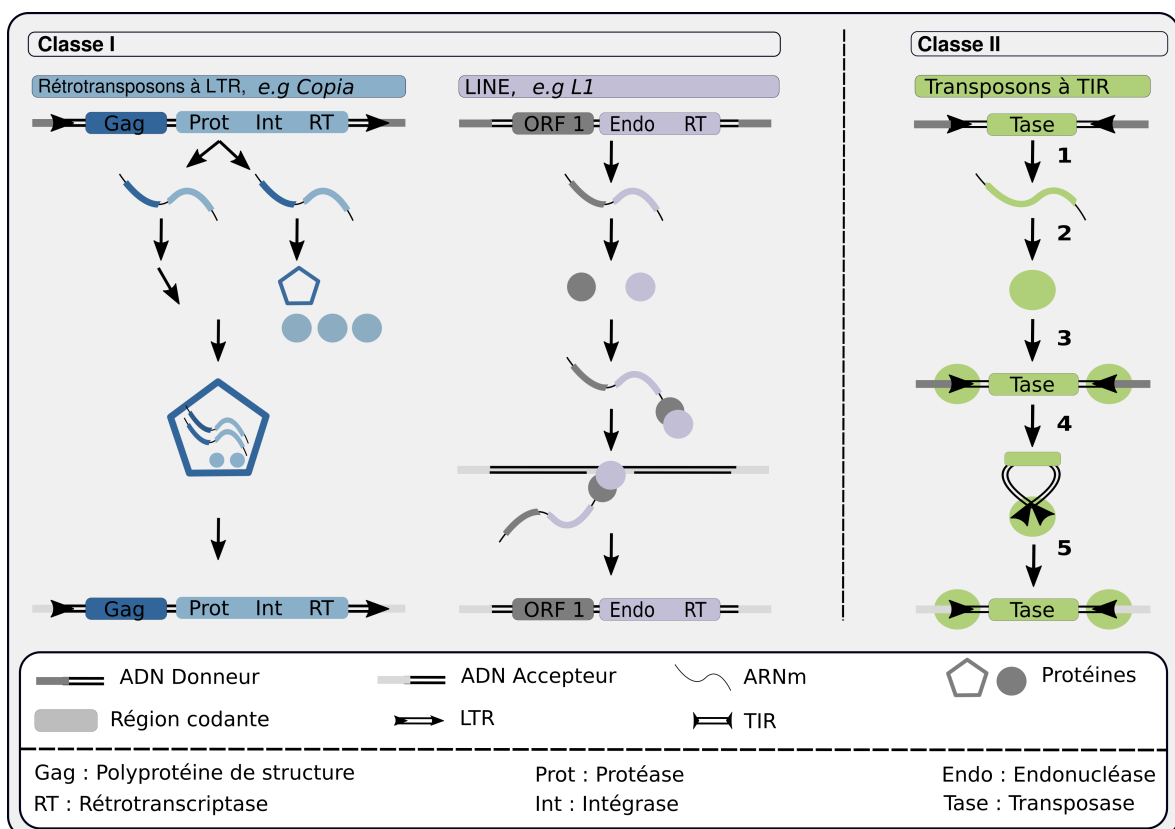 Classe I
Classe II
Rétrotransposons à LTR, e.g Copia
LINE, e.g L1
Transposons à TIR
Gag Prot Int RT
ORF 1 Endo RT
Tase
1
2
3
Tase
4
5
Gag Prot Int RT
ORF 1 Endo RT
Tase
ADN Donneur
ADN Accepteur
ARNm
Protéines
Région codante
LTR
TIR
Gag : Polyprotéine de structure
Prot : Protéase
Endo : Endonucléase
RT : Rétrotranscriptase
Int : Intégrase
Tase : Transposase